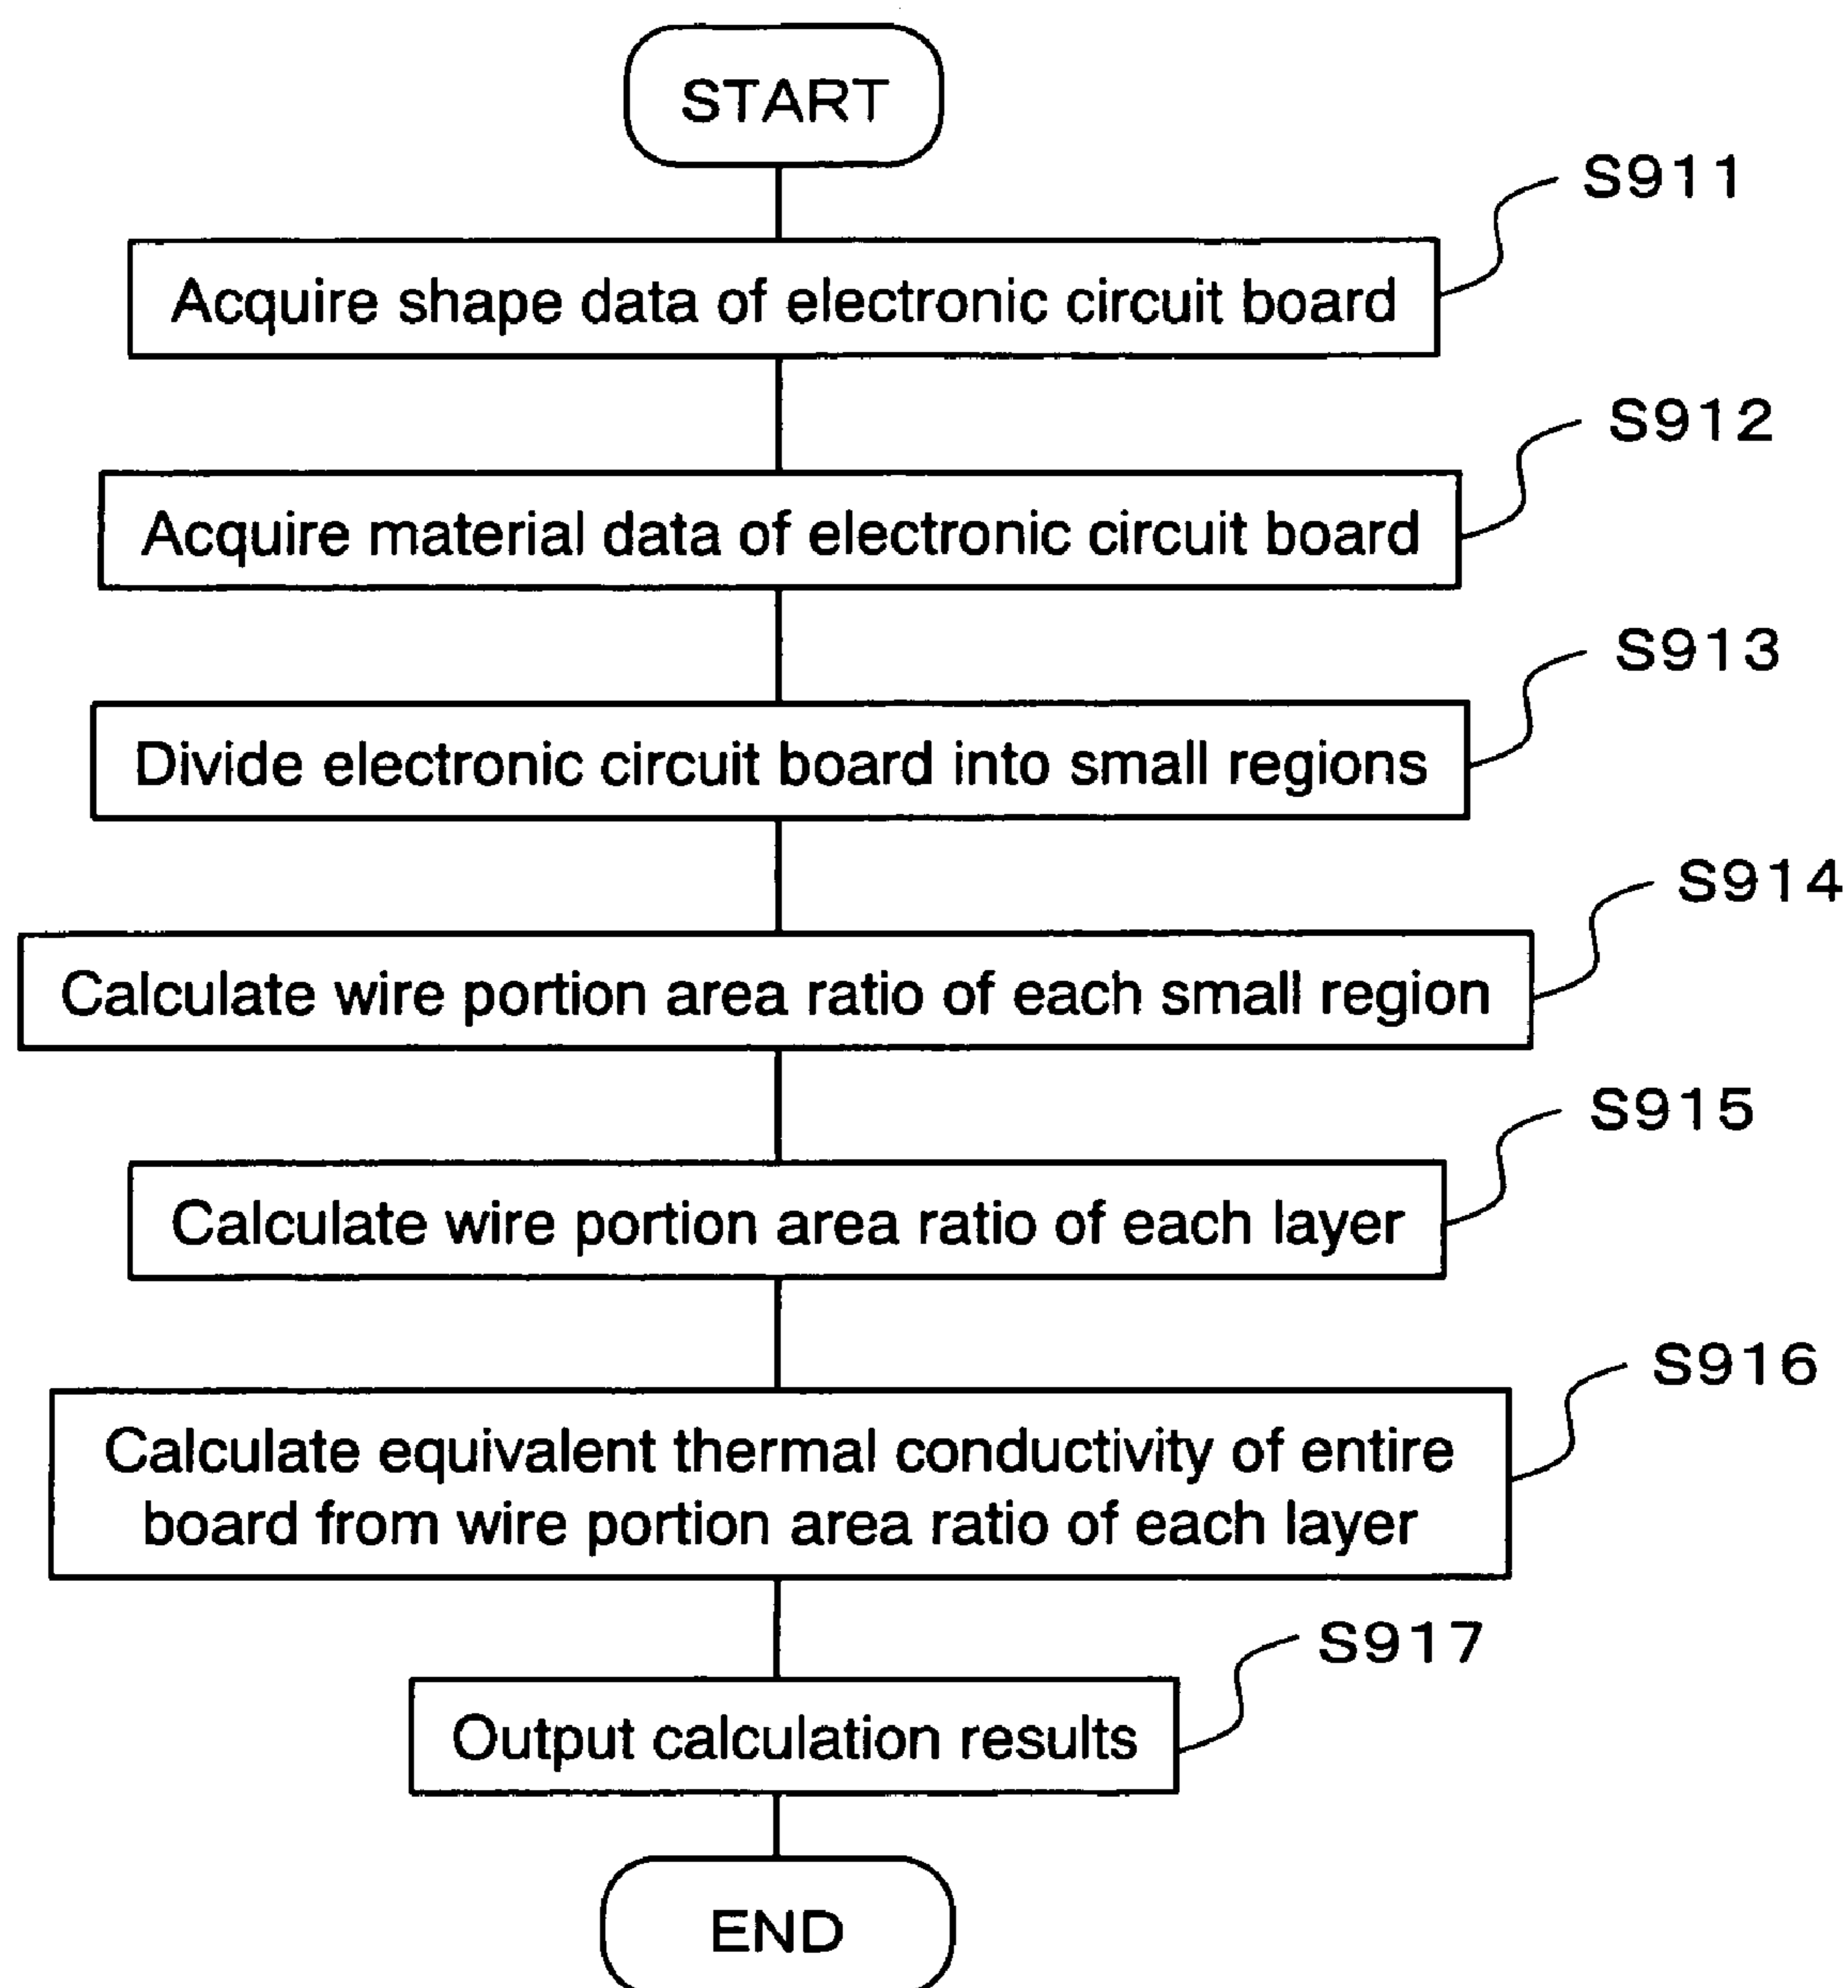 START
S911
Acquire shape data of electronic circuit board
S912
Acquire material data of electronic circuit board
S913
Divide electronic circuit board into small regions
S914
Calculate wire portion area ratio of each small region
S915
Calculate wire portion area ratio of each layer
S916
Calculate equivalent thermal conductivity of entire
board from wire portion area ratio of each layer
S917
Output calculation results
END